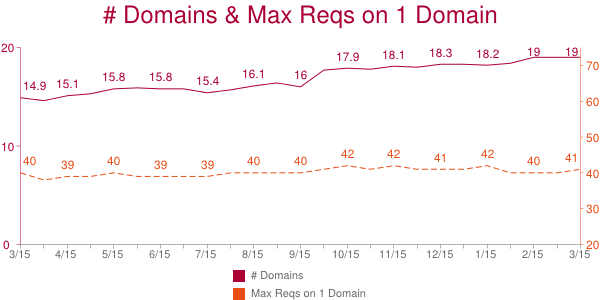 # Domains & Max Reqs on 1 Domain
20
10
0
70
60
50
40
30
20
14.9 15.1 15.8 15.8 15.4 16.1 16 17.9 18.1 18.3 18.2 19 19
40 39 40 39 39 40 40 42 42 41 42 40 41
3/15 4/15 5/15 6/15 7/15 8/15 9/15 10/15 11/15 12/15 1/15 2/15 3/15
# Domains
Max Reqs on 1 Domain